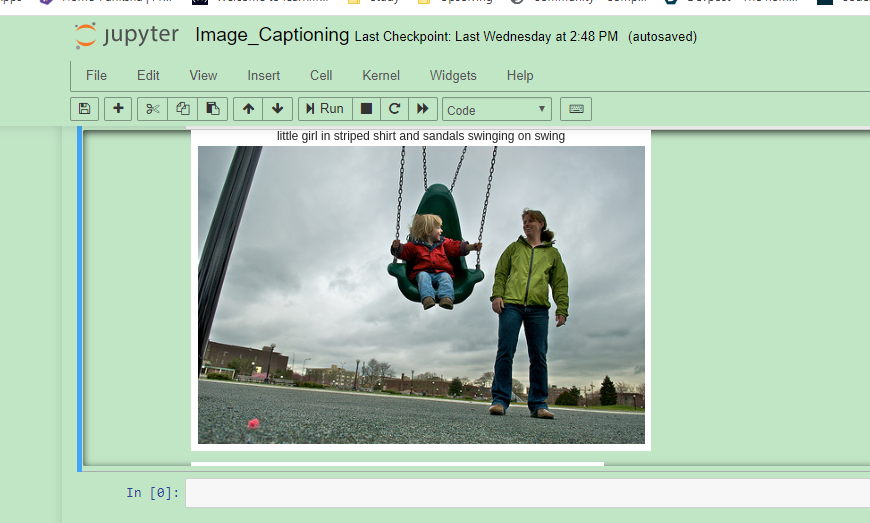 jupyter Image_Captioning Last Checkpoint: Last Wednesday at 2:48 PM (autosaved)
File Edit View Insert Cell Kernel Widgets Help
Run Code
little girl in striped shirt and sandals swinging on swing
In [0]: